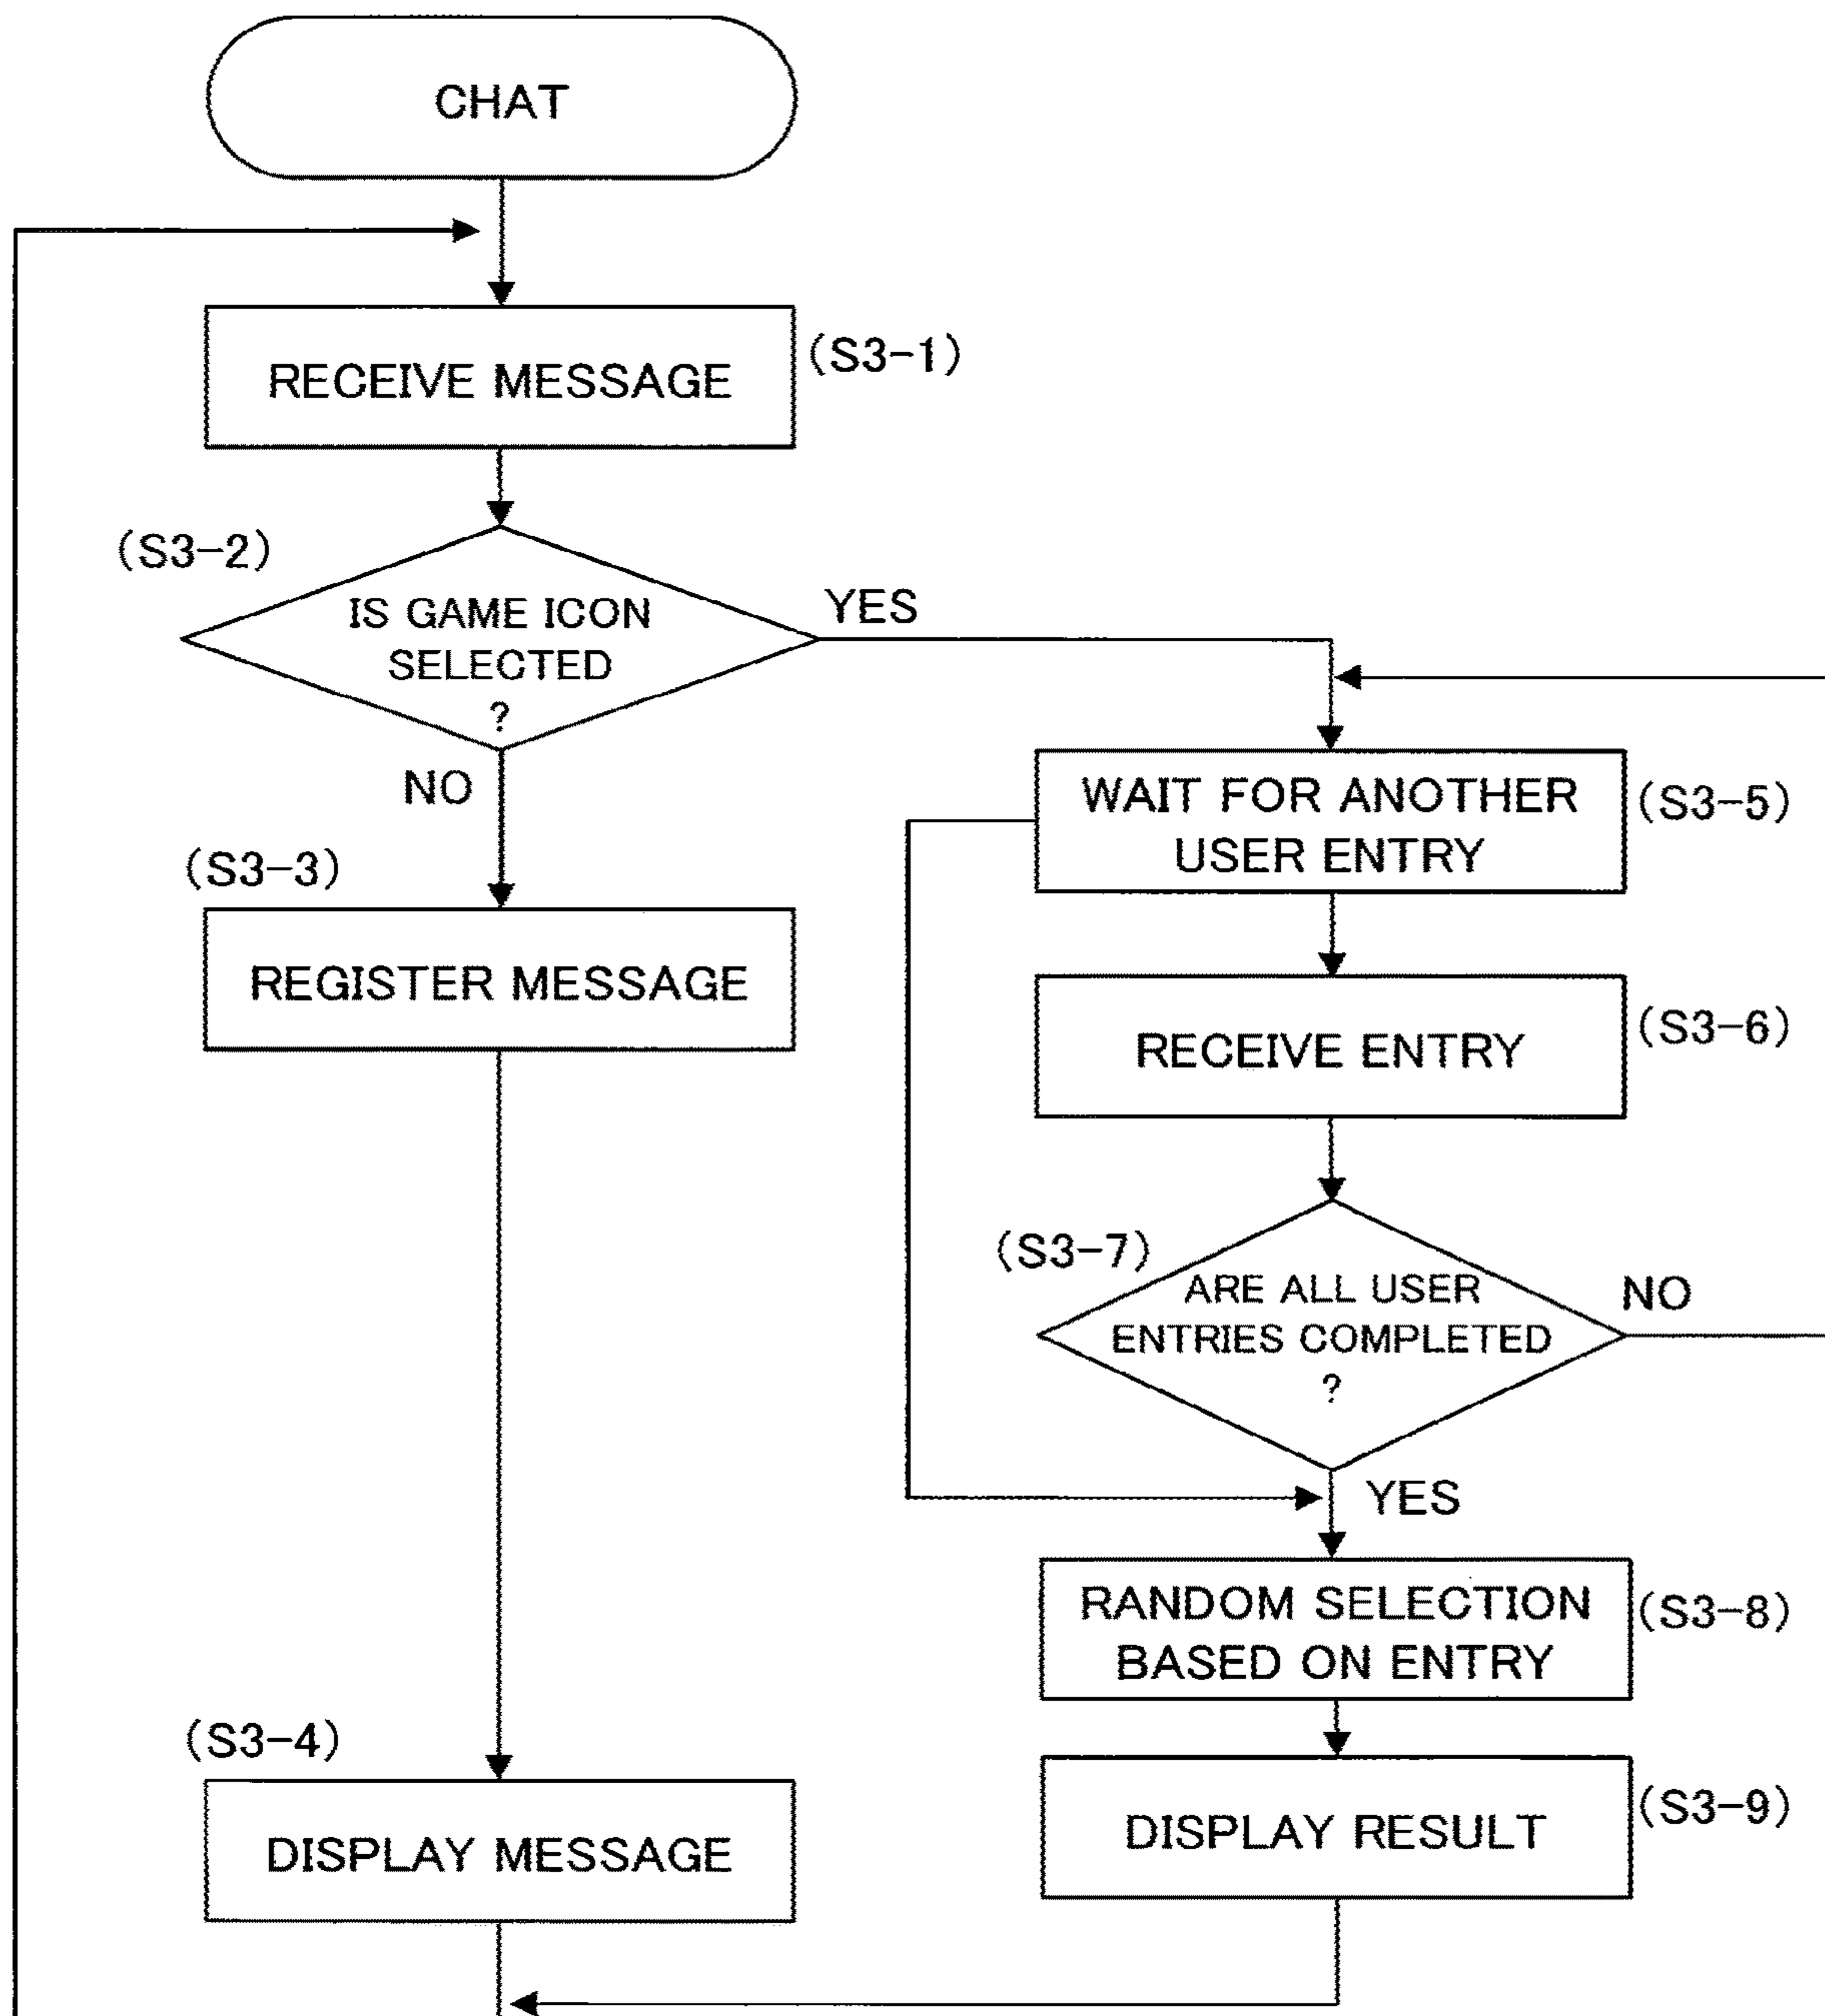 CHAT
RECEIVE MESSAGE
(S3-1)
(S3-2)
IS GAME ICON
SELECTED
?
YES
NO
(S3-3)
REGISTER MESSAGE
WAIT FOR ANOTHER
USER ENTRY
(S3-5)
RECEIVE ENTRY
(S3-6)
(S3-7)
ARE ALL USER
ENTRIES COMPLETED
?
NO
YES
RANDOM SELECTION
BASED ON ENTRY
(S3-8)
(S3-4)
DISPLAY MESSAGE
DISPLAY RESULT
(S3-9)